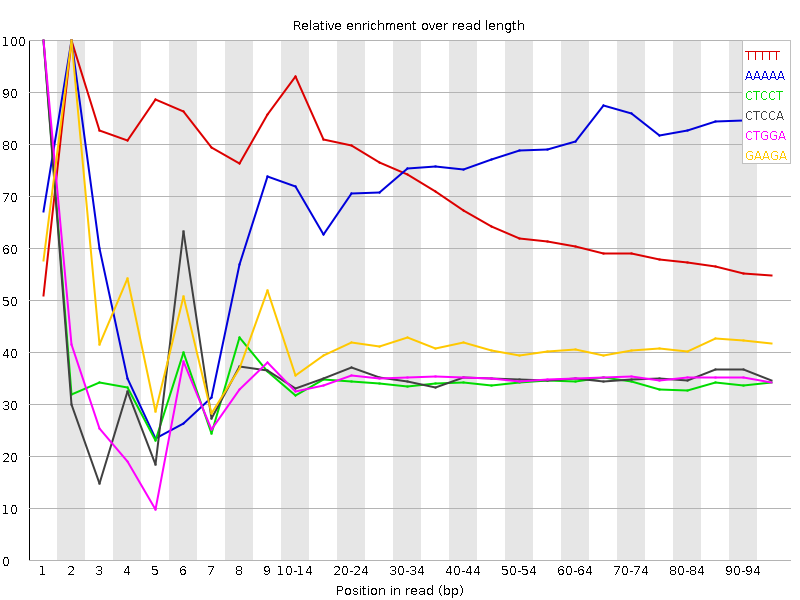 Relative enrichment over read length
100
90
80
70
60
50
40
30
20
10
0
TTTTT
AAAAA
CTCCT
CTCCA
CTGGA
GAAGA
1 2 3 4 5 6 7 8 9 10-14 20-24 30-34 40-44 50-54 60-64 70-74 80-84 90-94
Position in read (bp)